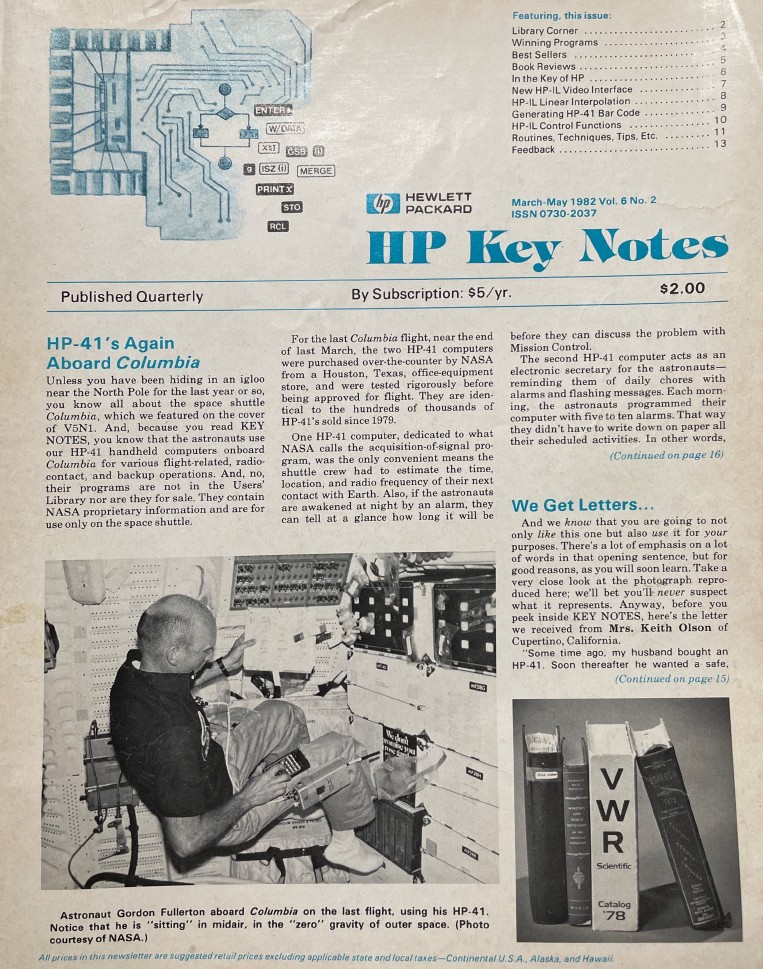 Featuring, this issue:
Library Corner .......................... 2
Winning Programs .......................... 3
Best Sellers .......................... 4
Book Reviews .......................... 5
In the Key of HP .......................... 6
New HP-IL Video Interface .......................... 7
HP-IL Linear Interpolation .......................... 8
Generating HP-41 Bar Code .......................... 9
HP-IL Control Functions .......................... 10
Routines, Techniques, Tips, Etc. .......................... 11
Feedback .......................... 13
ENTER
W/DATA
GSB
g
ISZ (i)
MERGE
PRINT X
STO
RCL
hp HEWLETT
PACKARD
March-May 1982 Vol. 6 No. 2
ISSN 0730-2037
HP Key Notes
Published Quarterly
By Subscription: $5/yr.
$2.00
HP-41's Again
Aboard Columbia
Unless you have been hiding in an igloo
near the North Pole for the last year or so,
you know all about the space shuttle
Columbia, which we featured on the cover
of V5N1. And, because you read KEY
NOTES, you know that the astronauts use
our HP-41 handheld computers onboard
Columbia for various flight-related, radio-
contact, and backup operations. And, no,
their programs are not in the Users'
Library nor are they for sale. They contain
NASA proprietary information and are for
use only on the space shuttle.
For the last Columbia flight, near the end
of last March, the two HP-41 computers
were purchased over-the-counter by NASA
from a Houston, Texas, office-equipment
store, and were tested rigorously before
being approved for flight. They are iden-
tical to the hundreds of thousands of
HP-41's sold since 1979.
One HP-41 computer, dedicated to what
NASA calls the acquisition-of-signal pro-
gram, was the only convenient means the
shuttle crew had to estimate the time,
location, and radio frequency of their next
contact with Earth. Also, if the astronauts
are awakened at night by an alarm, they
can tell at a glance how long it will be
before they can discuss the problem with
Mission Control.
The second HP-41 computer acts as an
electronic secretary for the astronauts—
reminding them of daily chores with
alarms and flashing messages. Each morn-
ing, the astronauts programmed their
computer with five to ten alarms. That way
they didn't have to write down on paper all
their scheduled activities. In other words,
(Continued on page 16)
We Get Letters...
And we know that you are going to not
only like this one but also use it for your
purposes. There's a lot of emphasis on a lot
of words in that opening sentence, but for
good reasons, as you will soon learn. Take a
very close look at the photograph repro-
duced here; we'll bet you'll never suspect
what it represents. Anyway, before you
peek inside KEY NOTES, here's the letter
we received from Mrs. Keith Olson of
Cupertino, California.
"Some time ago, my husband bought an
HP-41. Soon thereafter he wanted a safe,
(Continued on page 15)
We don't
VWR
Scientific
Catalog
'78
Astronaut Gordon Fullerton aboard Columbia on the last flight, using his HP-41.
Notice that he is "sitting" in midair, in the "zero" gravity of outer space. (Photo
courtesy of NASA.)
All prices in this newsletter are suggested retail prices excluding applicable state and local taxes—Continental U.S.A., Alaska, and Hawaii.